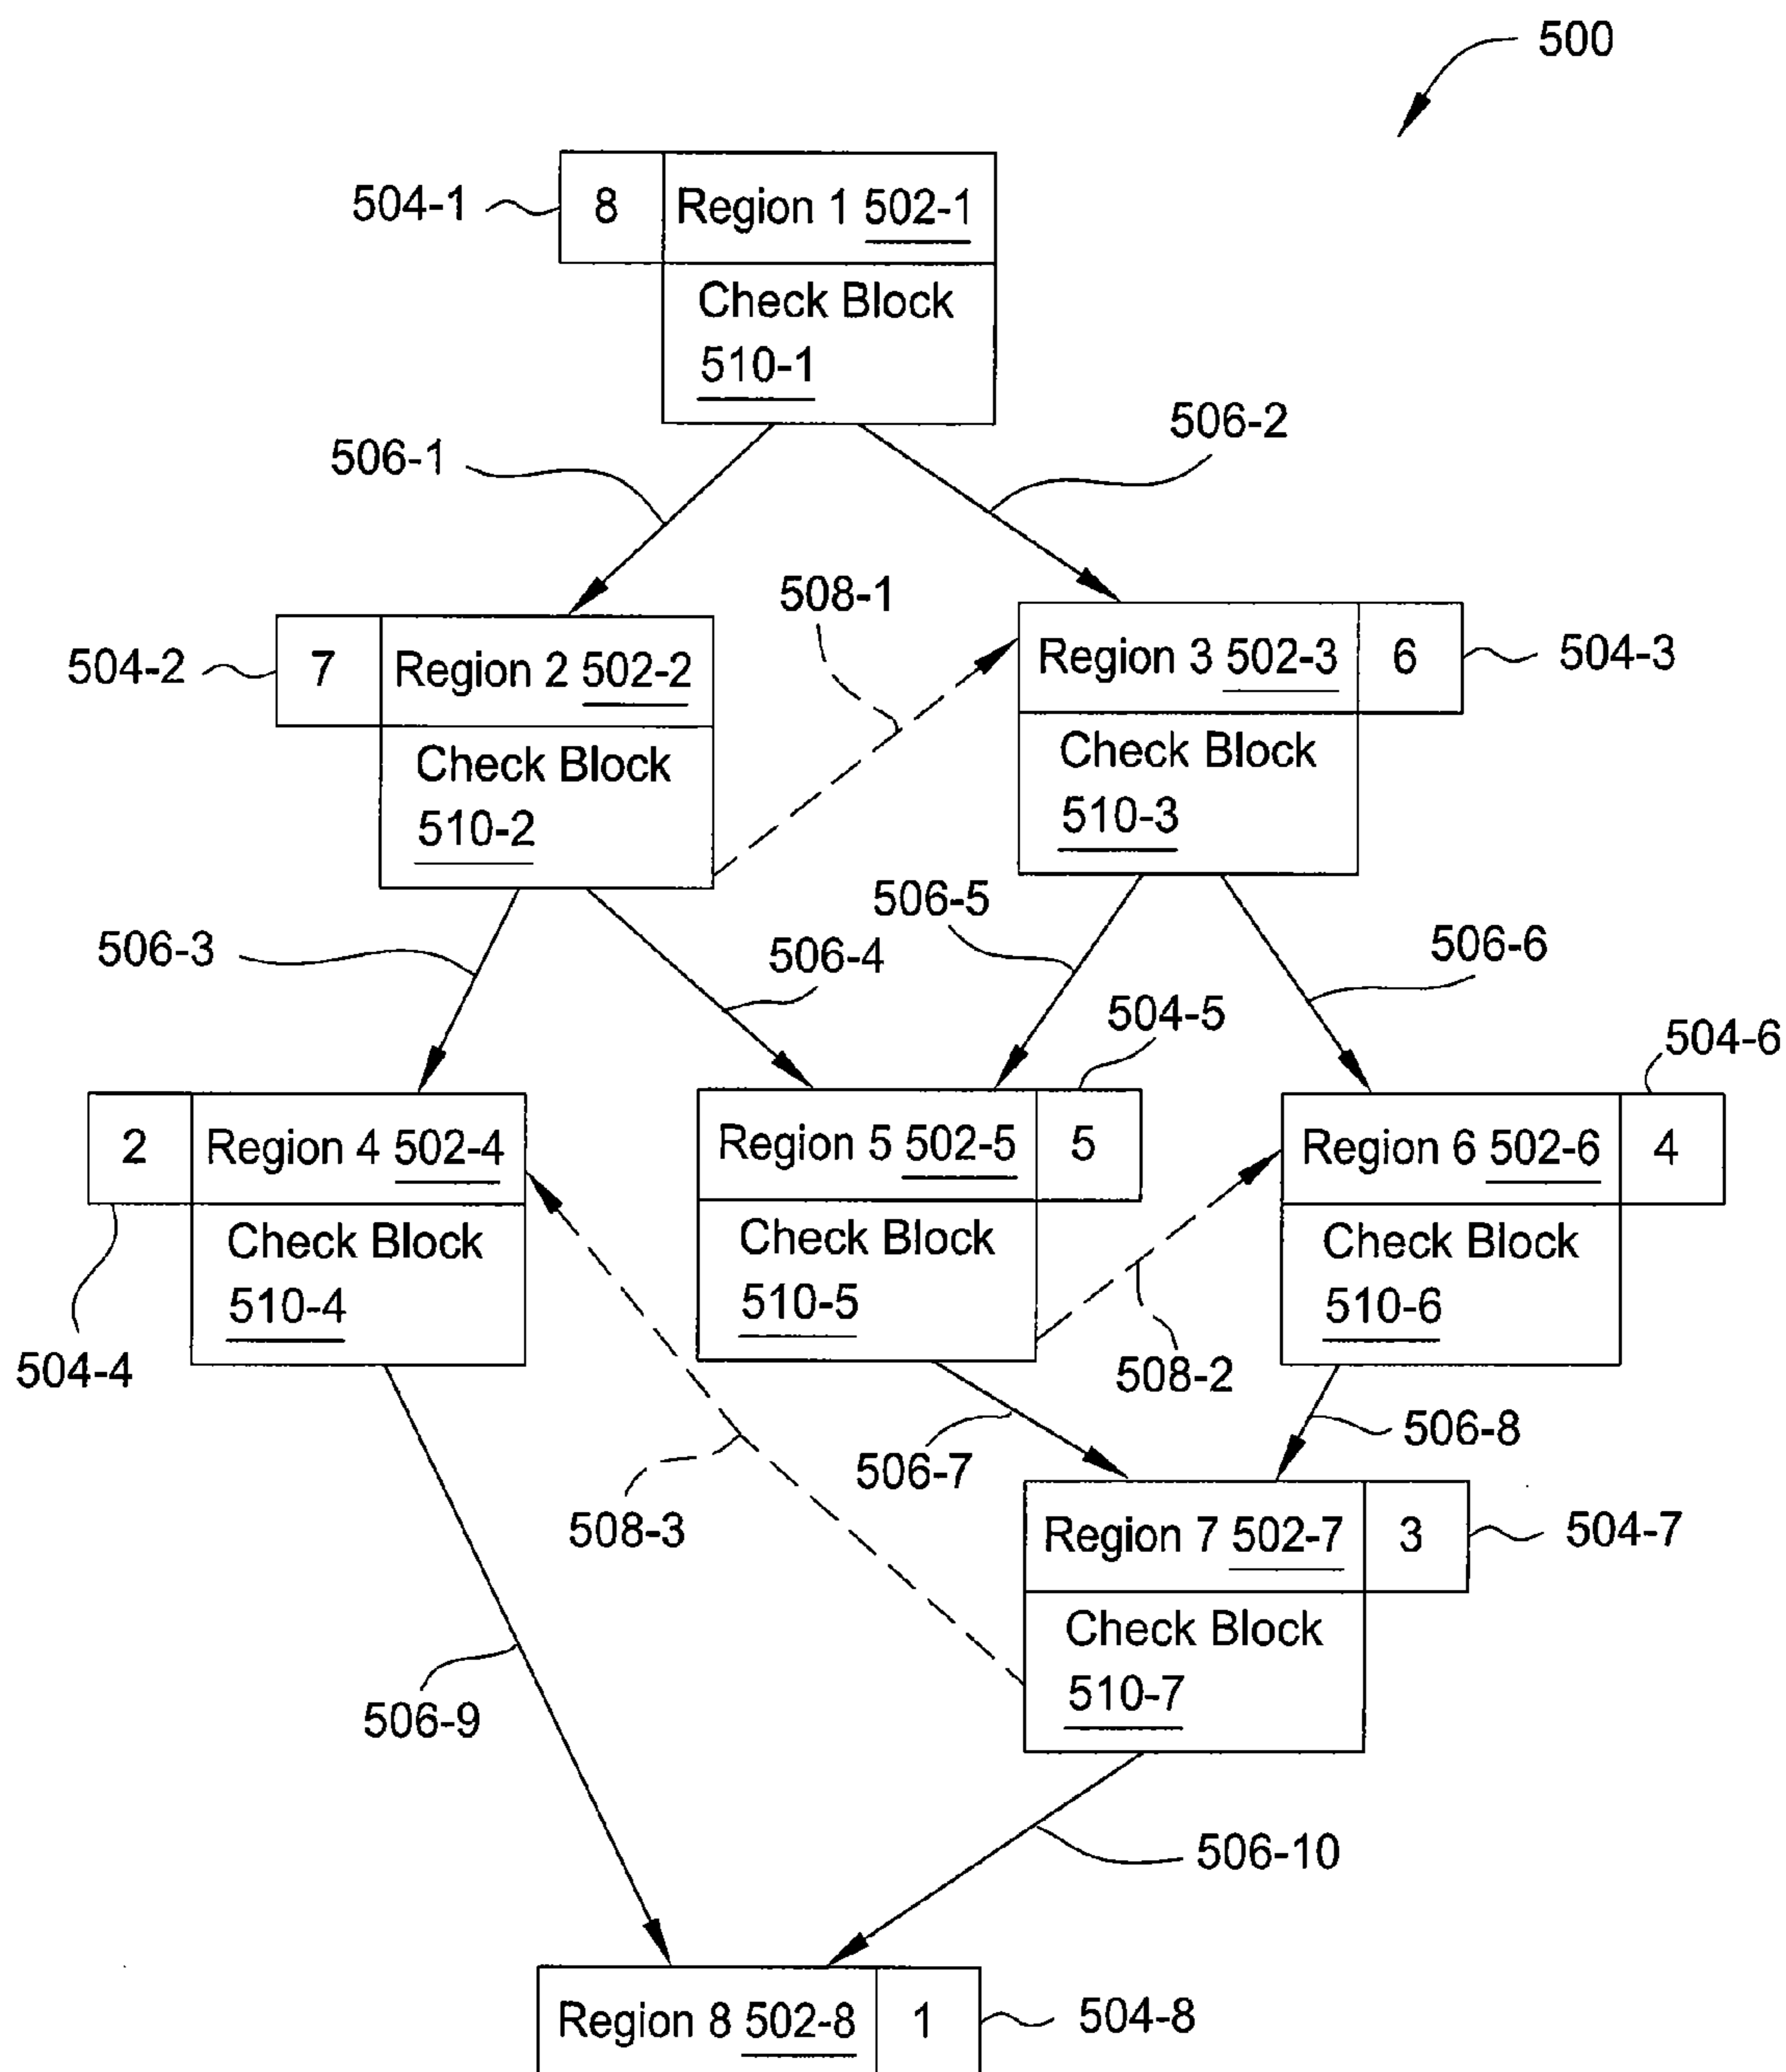 500
504-1
8
Region 1 502-1
Check Block
510-1
506-1
506-2
508-1
504-2
7
Region 2 502-2
Check Block
510-2
Region 3 502-3
6
504-3
Check Block
510-3
506-3
506-4
506-5
506-6
504-5
504-6
2
Region 4 502-4
Check Block
510-4
504-4
Region 5 502-5
5
Check Block
510-5
Region 6 502-6
4
Check Block
510-6
508-2
508-3
506-7
506-8
Region 7 502-7
3
504-7
Check Block
510-7
506-9
506-10
Region 8 502-8
1
504-8